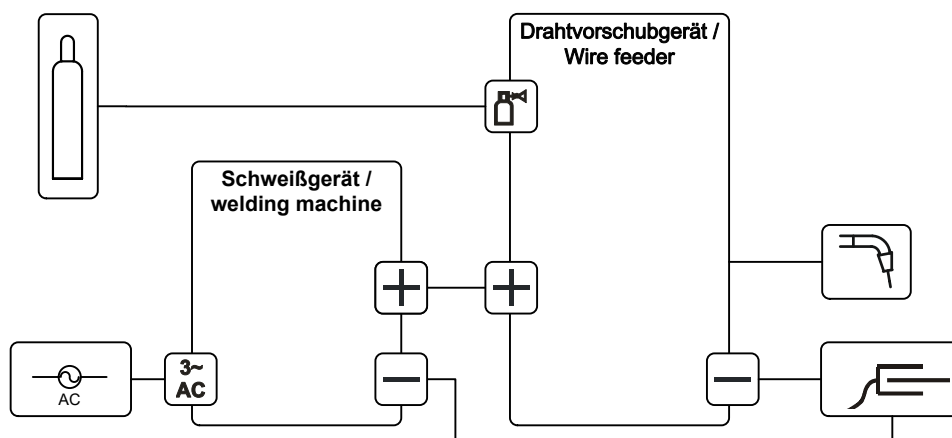 Drahtvorschubgerät /
Wire feeder
Schweißgerät /
welding machine
3~
AC
AC